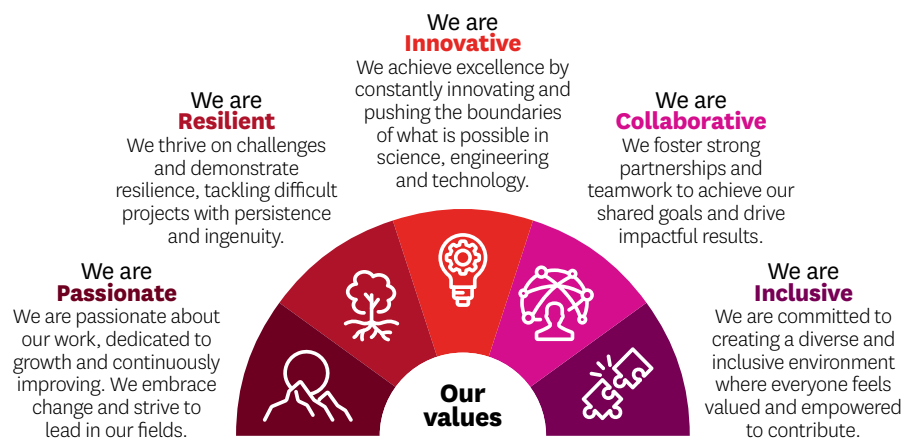 We are
Passionate
We are passionate about
our work, dedicated to
growth and continuously
improving. We embrace
change and strive to
lead in our fields.
We are
Resilient
We thrive on challenges
and demonstrate
resilience, tackling difficult
projects with persistence
and ingenuity.
We are
Innovative
We achieve excellence by
constantly innovating and
pushing the boundaries
of what is possible in
science, engineering
and technology.
We are
Collaborative
We foster strong
partnerships and
teamwork to achieve our
shared goals and drive
impactful results.
We are
Inclusive
We are committed to
creating a diverse and
inclusive environment
where everyone feels
valued and empowered
to contribute.
Our
values